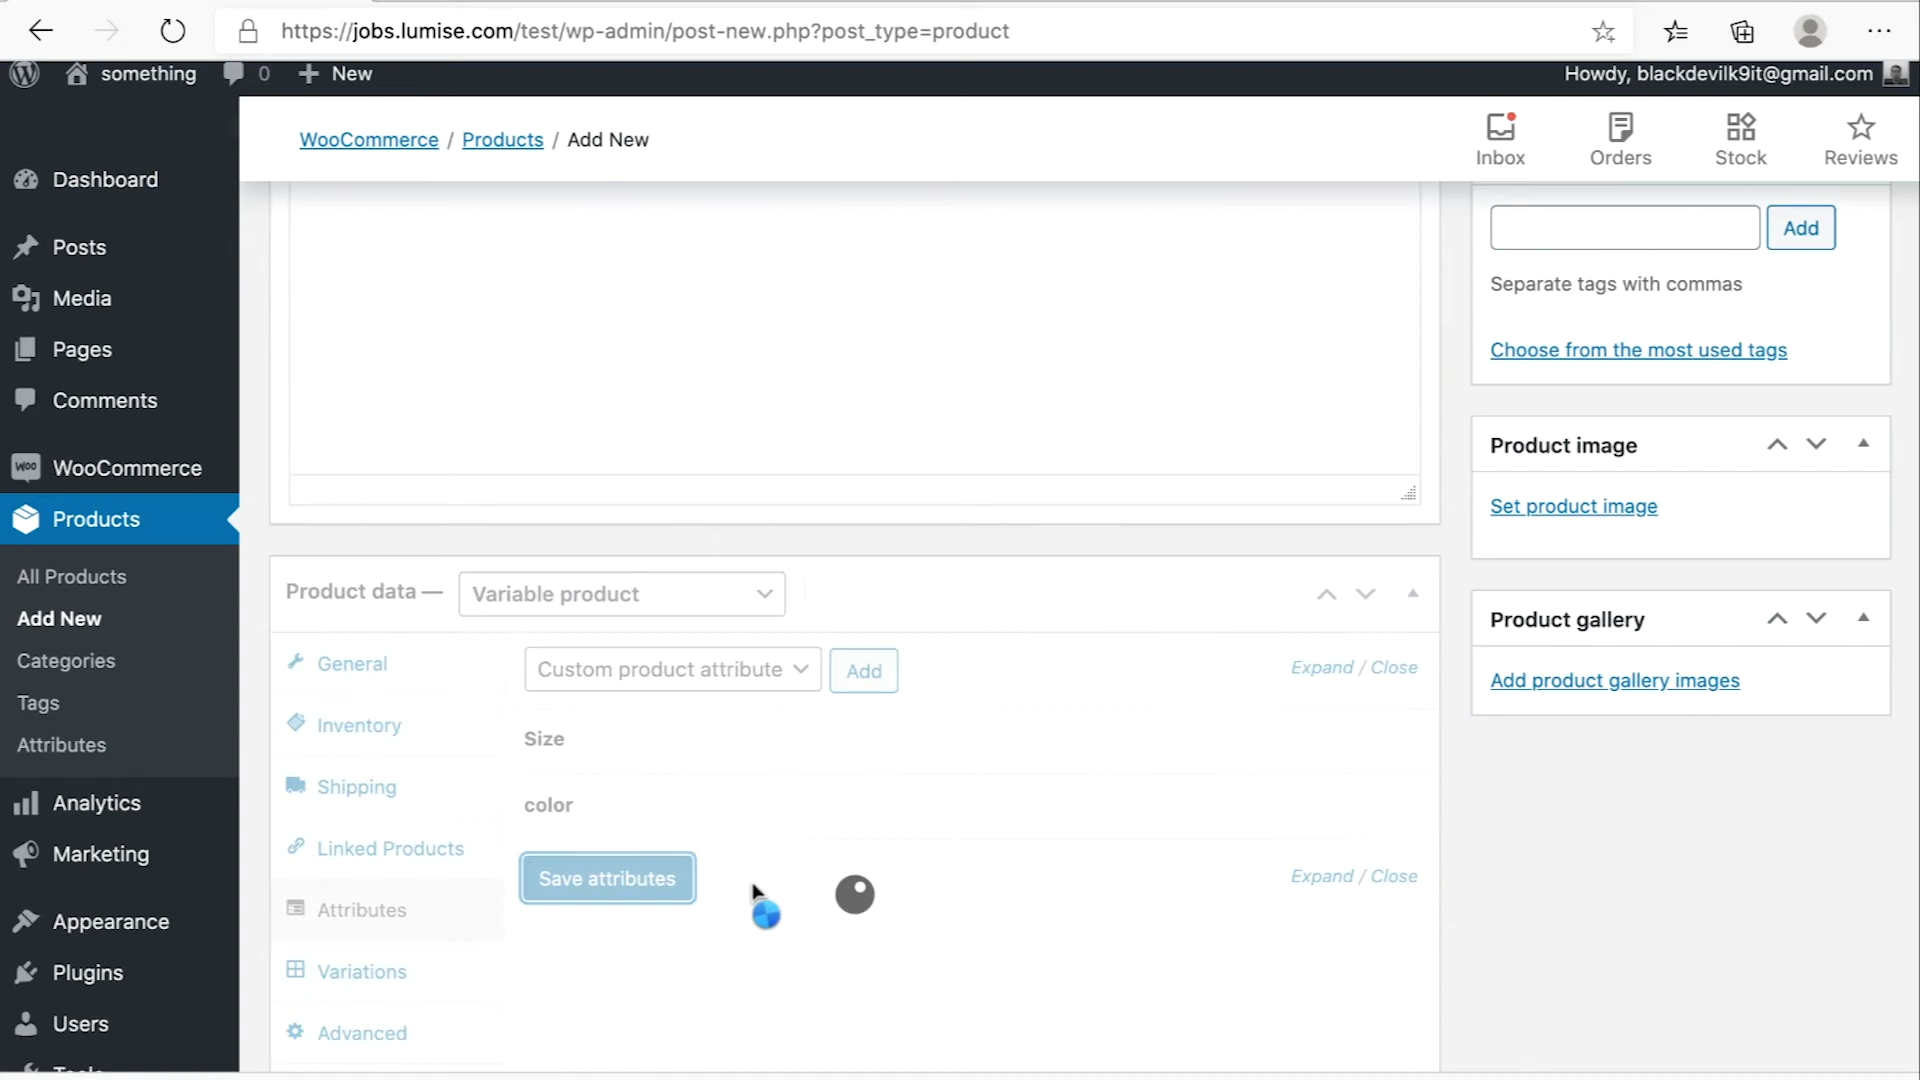 https://jobs.lumise.com/test/wp-admin/post-new.php?post_type=product
something
0
New
Howdy, blackdevilk9it@gmail.com
WooCommerce / Products / Add New
Inbox
Orders
Stock
Reviews
Dashboard
Posts
Media
Pages
Comments
Woo WooCommerce
Products
All Products
Add New
Categories
Tags
Attributes
Analytics
Marketing
Appearance
Plugins
Users
Add
Separate tags with commas
Choose from the most used tags
Product image
Set product image
Product gallery
Add product gallery images
Product data —
Variable product
General
Inventory
Shipping
Linked Products
Attributes
Variations
Advanced
Custom product attribute
Add
Expand / Close
Size
color
Save attributes
Expand / Close